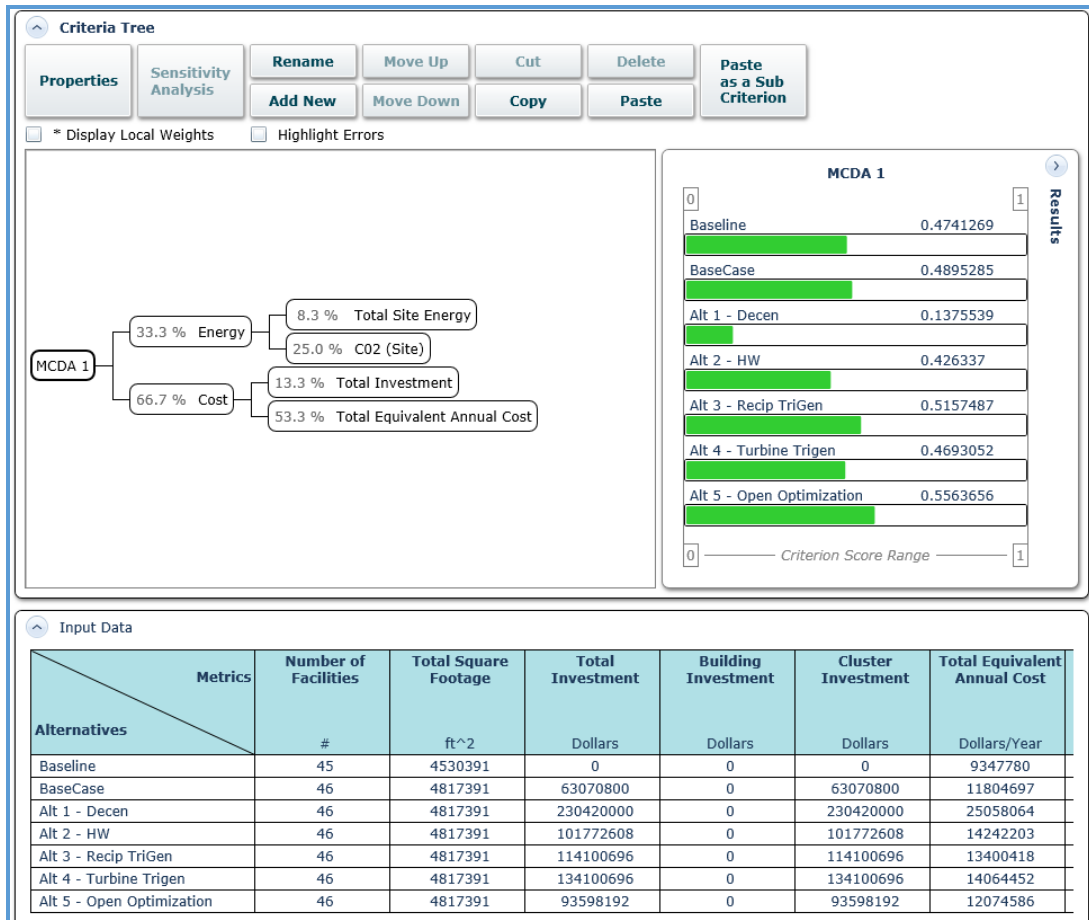 Criteria Tree
Properties
Sensitivity
Analysis
Rename
Move Up
Cut
Delete
Paste
as a Sub
Criterion
Add New
Move Down
Copy
Paste
* Display Local Weights
Highlight Errors
MCDA 1
33.3 % Energy
8.3 % Total Site Energy
25.0 % C02 (Site)
66.7 % Cost
13.3 % Total Investment
53.3 % Total Equivalent Annual Cost
MCDA 1
Results
0 1
Baseline 0.4741269
BaseCase 0.4895285
Alt 1 - Decen 0.1375539
Alt 2 - HW 0.426337
Alt 3 - Recip TriGen 0.5157487
Alt 4 - Turbine Trigen 0.4693052
Alt 5 - Open Optimization 0.5563656
0 Criterion Score Range 1
Input Data
Metrics
Alternatives
Number of
Facilities
#
Total Square
Footage
ft^2
Total
Investment
Dollars
Building
Investment
Dollars
Cluster
Investment
Dollars
Total Equivalent
Annual Cost
Dollars/Year
Baseline 45 4530391 0 0 0 9347780
BaseCase 46 4817391 63070800 0 63070800 11804697
Alt 1 - Decen 46 4817391 230420000 0 230420000 25058064
Alt 2 - HW 46 4817391 101772608 0 101772608 14242203
Alt 3 - Recip TriGen 46 4817391 114100696 0 114100696 13400418
Alt 4 - Turbine Trigen 46 4817391 134100696 0 134100696 14064452
Alt 5 - Open Optimization 46 4817391 93598192 0 93598192 12074586